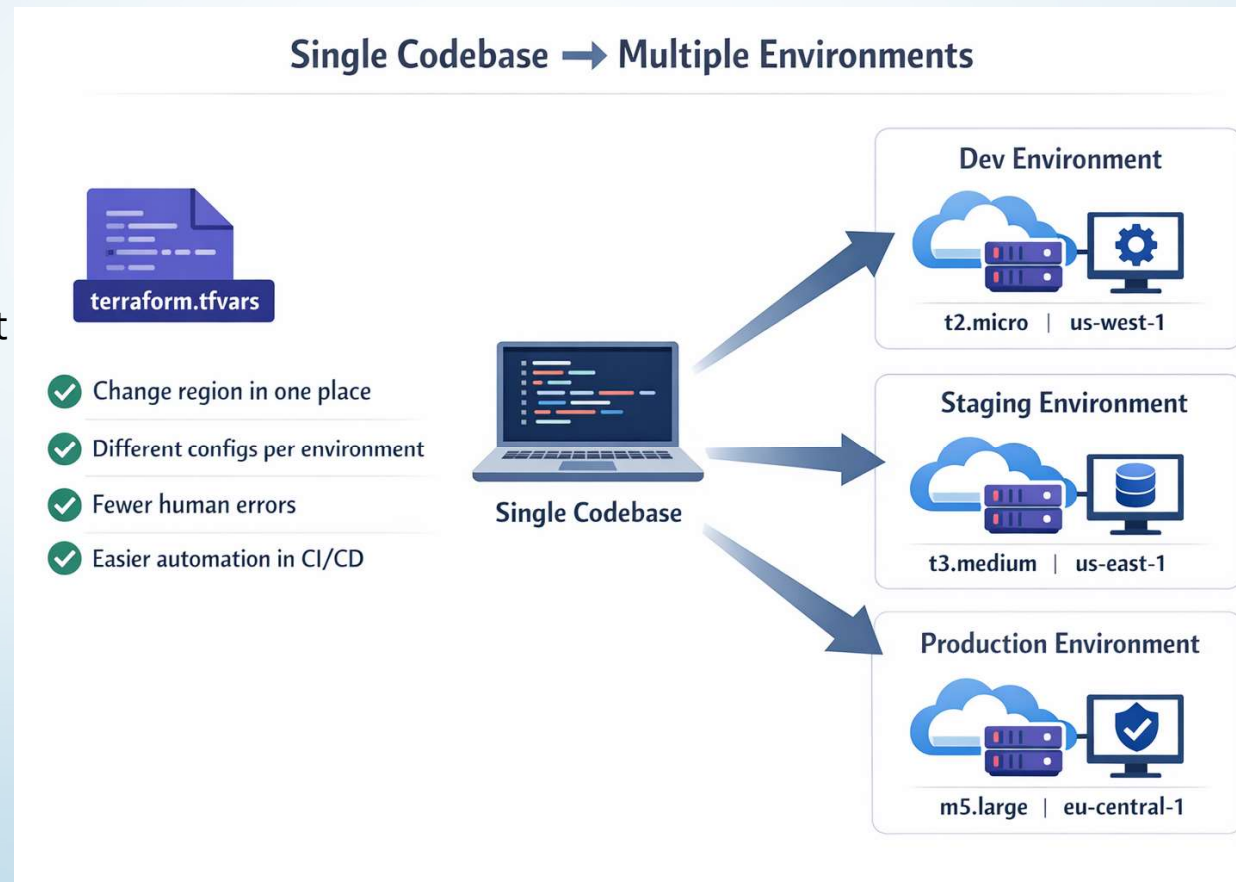 Single Codebase → Multiple Environments
terraform.tfvars
t
Change region in one place
Different configs per environment
Fewer human errors
Easier automation in CI/CD
Single Codebase
Dev Environment
t2.micro | us-west-1
Staging Environment
t3.medium | us-east-1
Production Environment
m5.large | eu-central-1